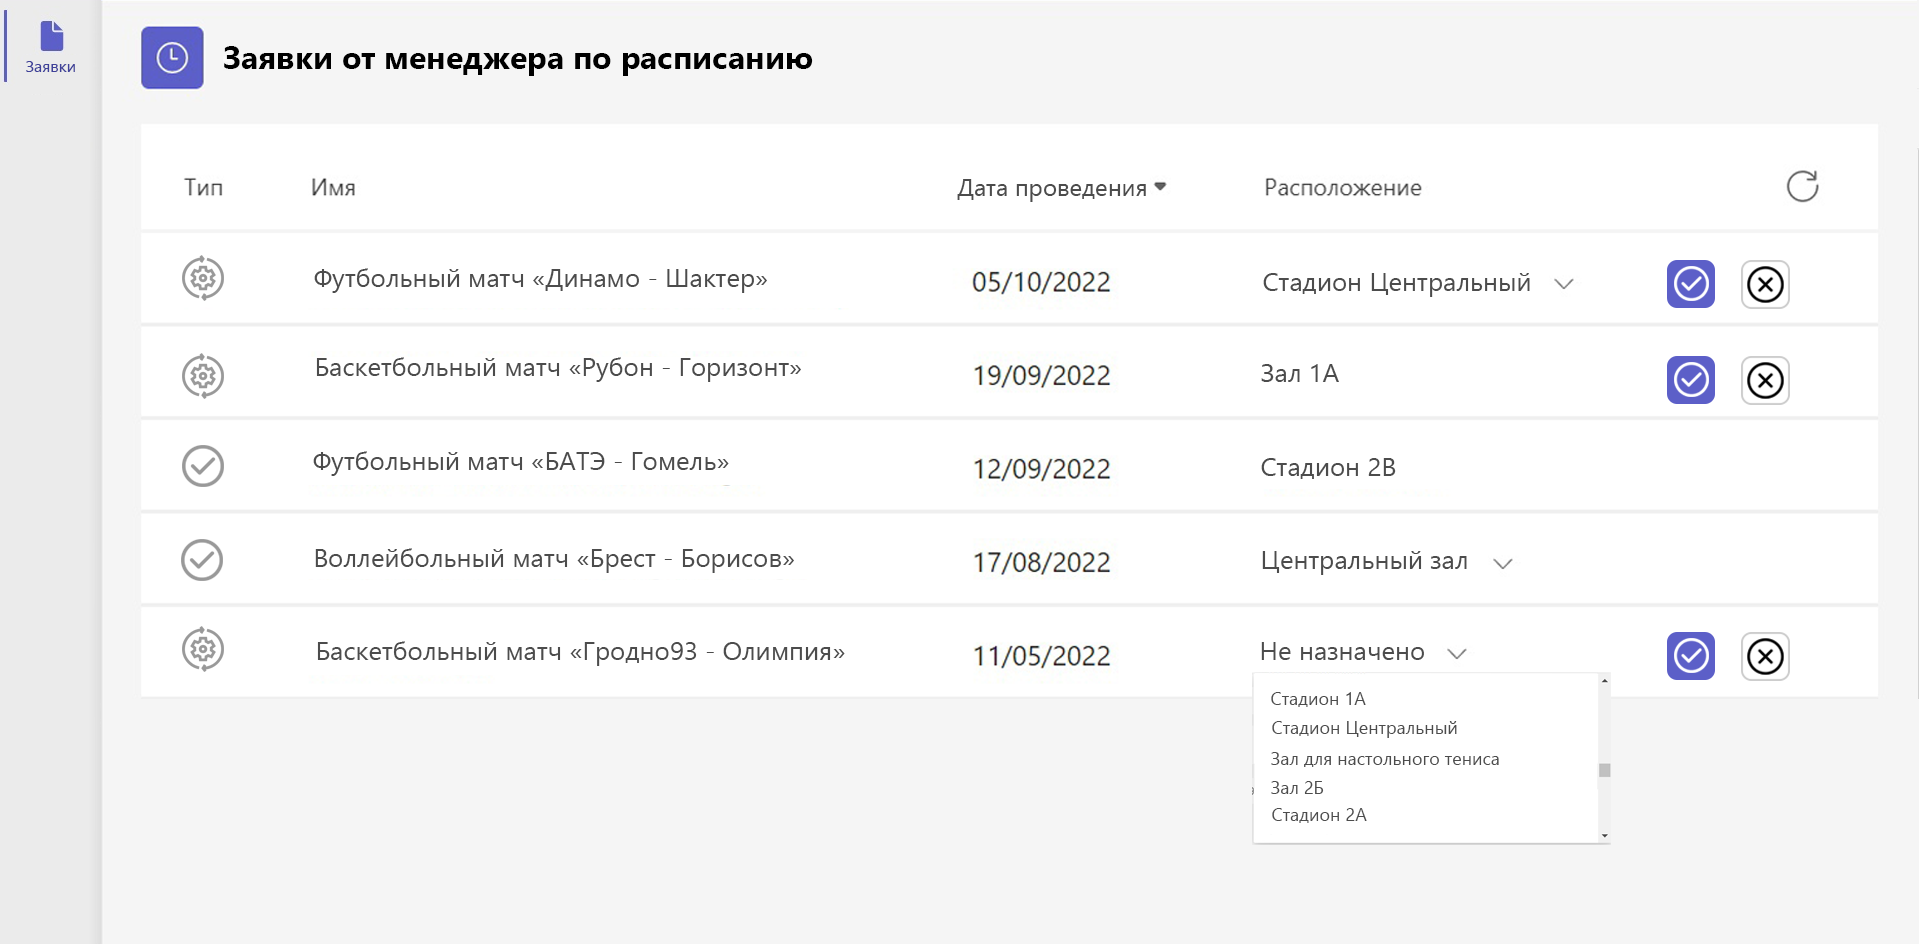 Заявки
Заявки от менеджера по расписанию
Тип Имя Дата проведения Расположение
Футбольный матч «Динамо - Шактер» 05/10/2022 Стадион Центральный
Баскетбольный матч «Рубон - Горизонт» 19/09/2022 Зал 1А
Футбольный матч «БАТЭ - Гомель» 12/09/2022 Стадион 2В
Воллейбольный матч «Брест - Борисов» 17/08/2022 Центральный зал
Баскетбольный матч «Гродно93 - Олимпия» 11/05/2022 Не назначено
Стадион 1А
Стадион Центральный
Зал для настольного тениса
Зал 2Б
Стадион 2А